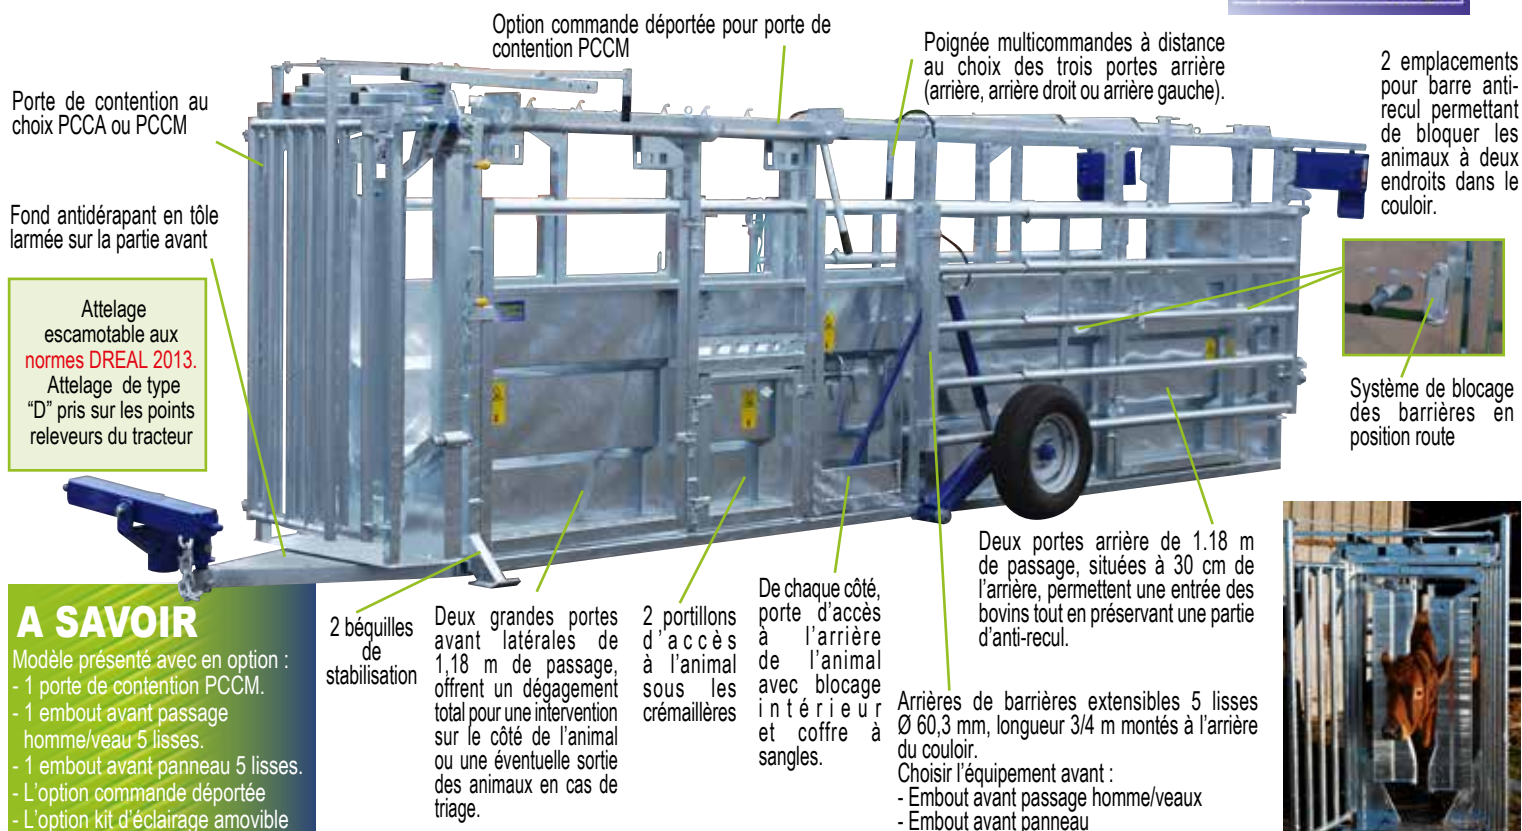 Option commande déportée pour porte de
contention PCCM
Poignée multicommandes à distance
au choix des trois portes arrière
(arrière, arrière droit ou arrière gauche).
2 emplacements
pour barre anti-
recul permettant
de bloquer les
animaux à deux
endroits dans le
couloir.
Porte de contention au
choix PCCA ou PCCM
Fond antidérapant en tôle
larmée sur la partie avant
Attelage
escamotable aux
normes DREAL 2013.
Attelage de type
“D” pris sur les points
releveurs du tracteur
Système de blocage
des barrières en
position route
A SAVOIR
Modèle présenté avec en option :
- 1 porte de contention PCCM.
- 1 embout avant passage
homme/veau 5 lisses.
- 1 embout avant panneau 5 lisses.
- L’option commande déportée
- L’option kit d’éclairage amovible
2 béquilles
de
stabilisation
Deux grandes portes
avant latérales de
1,18 m de passage,
offrent un dégagement
total pour une intervention
sur le côté de l’animal
ou une éventuelle sortie
des animaux en cas de
triage.
2 portillons
d’accès
à l’animal
sous les
crémaillères
De chaque côté,
porte d’accès
à l’arrière
de l’animal
avec blocage
intérieur
et coffre à
sangles.
Deux portes arrière de 1.18 m
de passage, situées à 30 cm de
l’arrière, permettent une entrée des
bovins tout en préservant une partie
d’anti-recul.
Arrières de barrières extensibles 5 lisses
Ø 60,3 mm, longueur 3/4 m montés à l’arrière
du couloir.
Choisir l’équipement avant :
- Embout avant passage homme/veaux
- Embout avant panneau